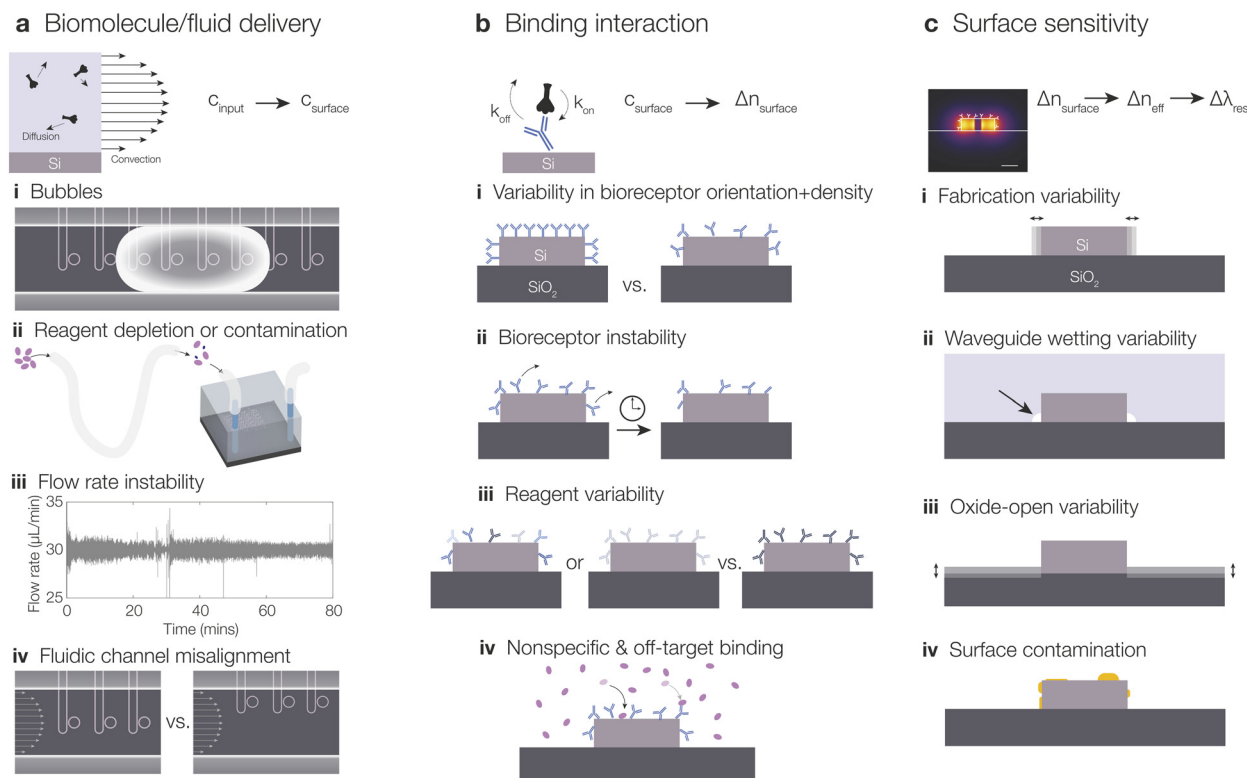 a Biomolecule/fluid delivery
Diffusion
Convection
Si
c_input → c_surface
i Bubbles
ii Reagent depletion or contamination
iii Flow rate instability
Flow rate (µL/min)
35
30
25
0 20 40 60 80
Time (mins)
iv Fluidic channel misalignment
vs.
b Binding interaction
k_off
k_on
Si
c_surface → Δn_surface
i Variability in bioreceptor orientation+density
Si
SiO₂
vs.
ii Bioreceptor instability
iii Reagent variability
or
vs.
iv Nonspecific & off-target binding
c Surface sensitivity
Δn_surface → Δn_eff → Δλ_res
i Fabrication variability
Si
SiO₂
ii Waveguide wetting variability
iii Oxide-open variability
iv Surface contamination